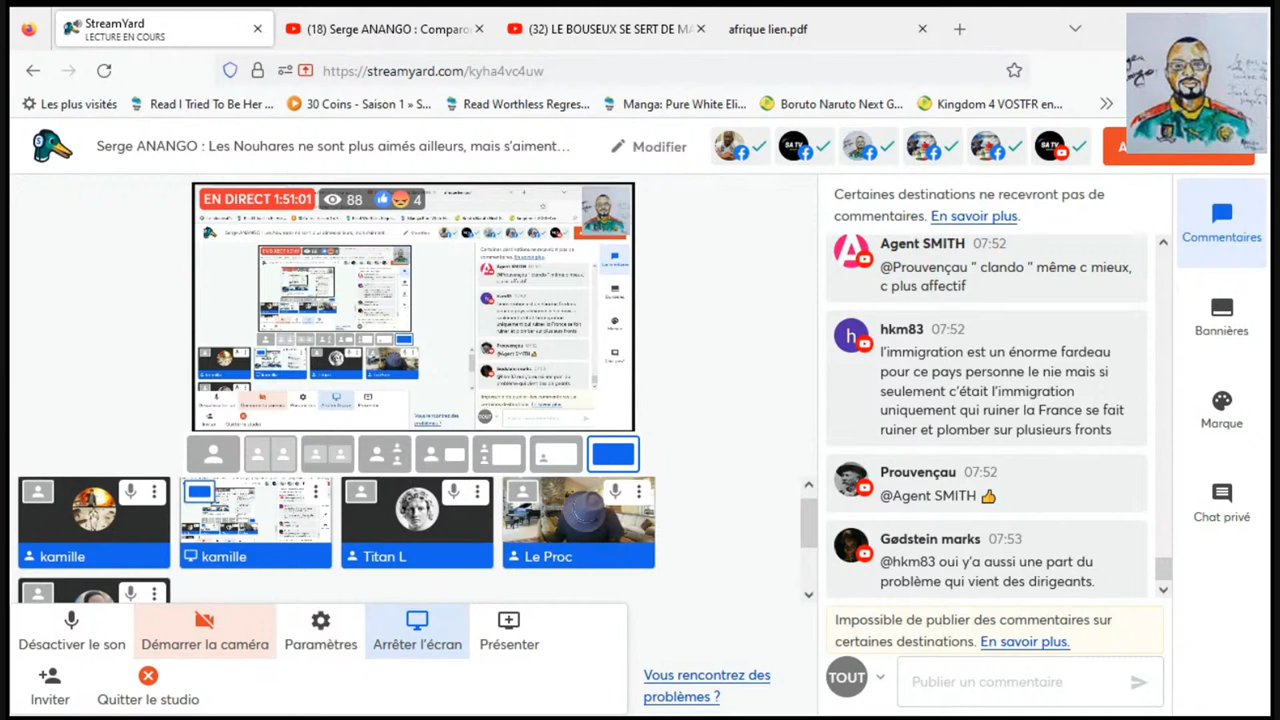 StreamYard
LECTURE EN COURS
(18) Serge ANANGO : Comparo
(32) LE BOUSEUX SE SERT DE MA
afrique lien.pdf
https://streamyard.com/kyha4vc4uw
Les plus visités
Read I Tried To Be Her ...
30 Coins - Saison 1 » S...
Read Worthless Regres...
Manga: Pure White Eli...
Boruto Naruto Next G...
Kingdom 4 VOSTFR en...
Serge ANANGO : Les Nouhares ne sont plus aimés ailleurs, mais s'aiment...
Modifier
SA TV
SA TV
EN DIRECT 1:51:01
88
4
Certaines destinations ne recevront pas de
commentaires. En savoir plus.
Agent SMITH 07:52
@Prouvençau " clando " même c mieux,
c plus affectif
hkm83 07:52
l'immigration est un énorme fardeau
pour ce pays personne le nie mais si
seulement c'était l'immigration
uniquement qui ruiner la France se fait
ruiner et plomber sur plusieurs fronts
Prouvençau 07:52
@Agent SMITH 👍
Gødstein marks 07:53
@hkm83 oui y'a aussi une part du
problème qui vient des dirigeants.
Impossible de publier des commentaires sur
certaines destinations. En savoir plus.
TOUT
Publier un commentaire
Commentaires
Bannières
Marque
Chat privé
kamille
kamille
Titan L
Le Proc
Désactiver le son
Démarrer la caméra
Paramètres
Arrêter l'écran
Présenter
Inviter
Quitter le studio
Vous rencontrez des
problèmes ?